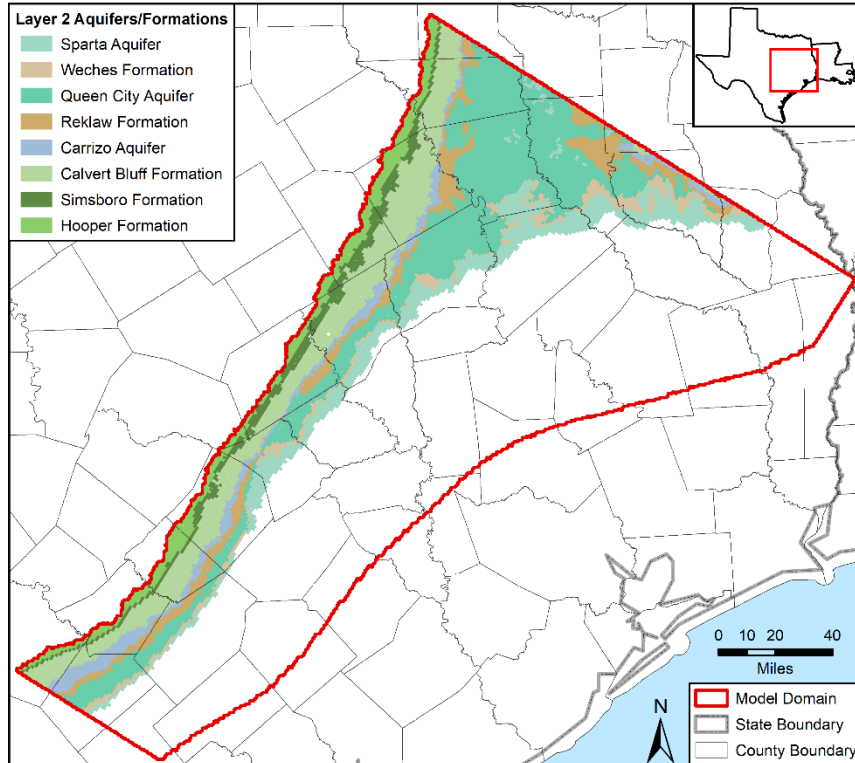 Layer 2 Aquifers/Formations
Sparta Aquifer
Weches Formation
Queen City Aquifer
Reklaw Formation
Carrizo Aquifer
Calvert Bluff Formation
Simsboro Formation
Hooper Formation
0 10 20 40
Miles
N
Model Domain
State Boundary
County Boundary